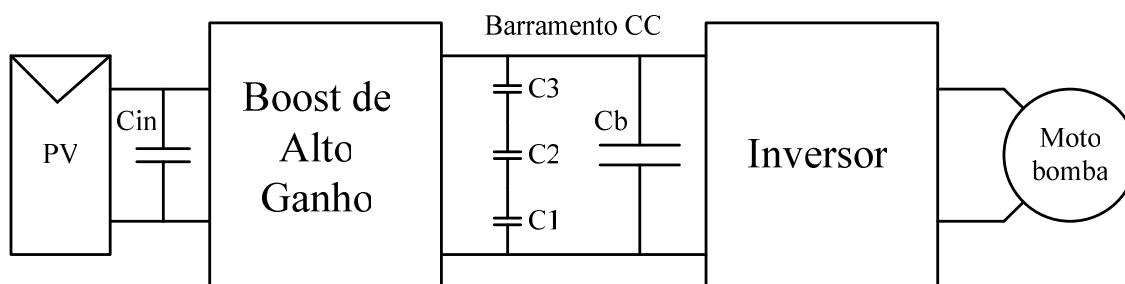 Barramento CC
PV
Cin
Boost de
Alto
Ganho
C3
C2
C1
Cb
Inversor
Moto
bomba